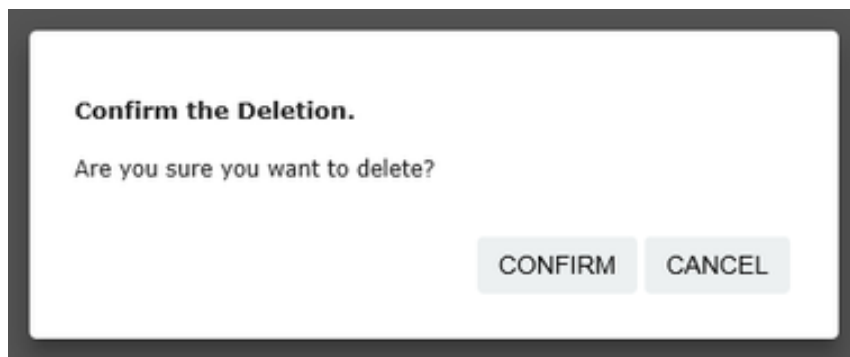 Confirm the Deletion.
Are you sure you want to delete?
CONFIRM CANCEL